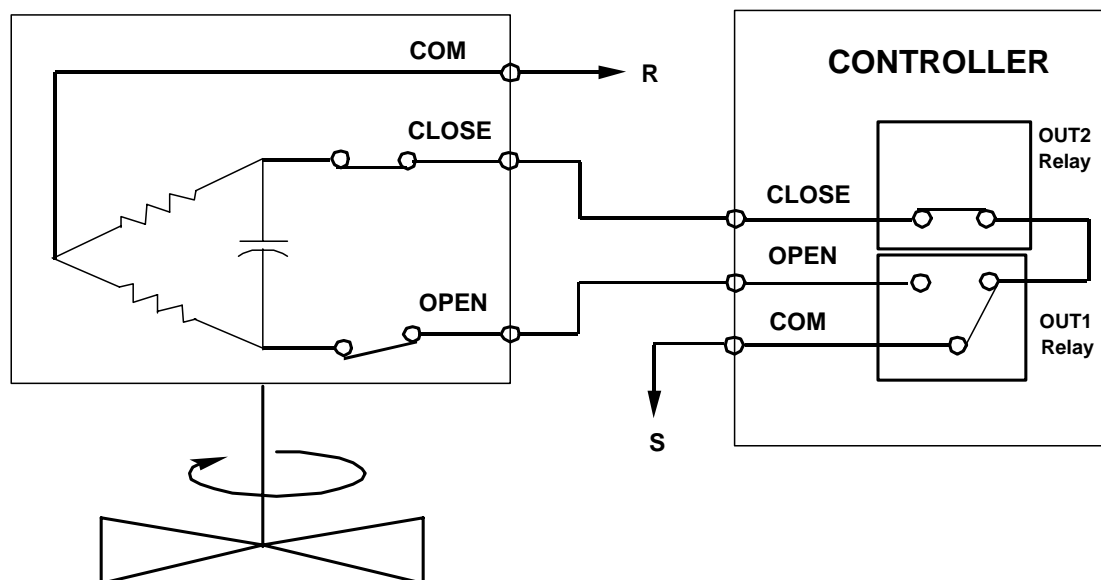 COM
R
CLOSE
OPEN
CONTROLLER
OUT2
Relay
CLOSE
OPEN
COM
OUT1
Relay
S